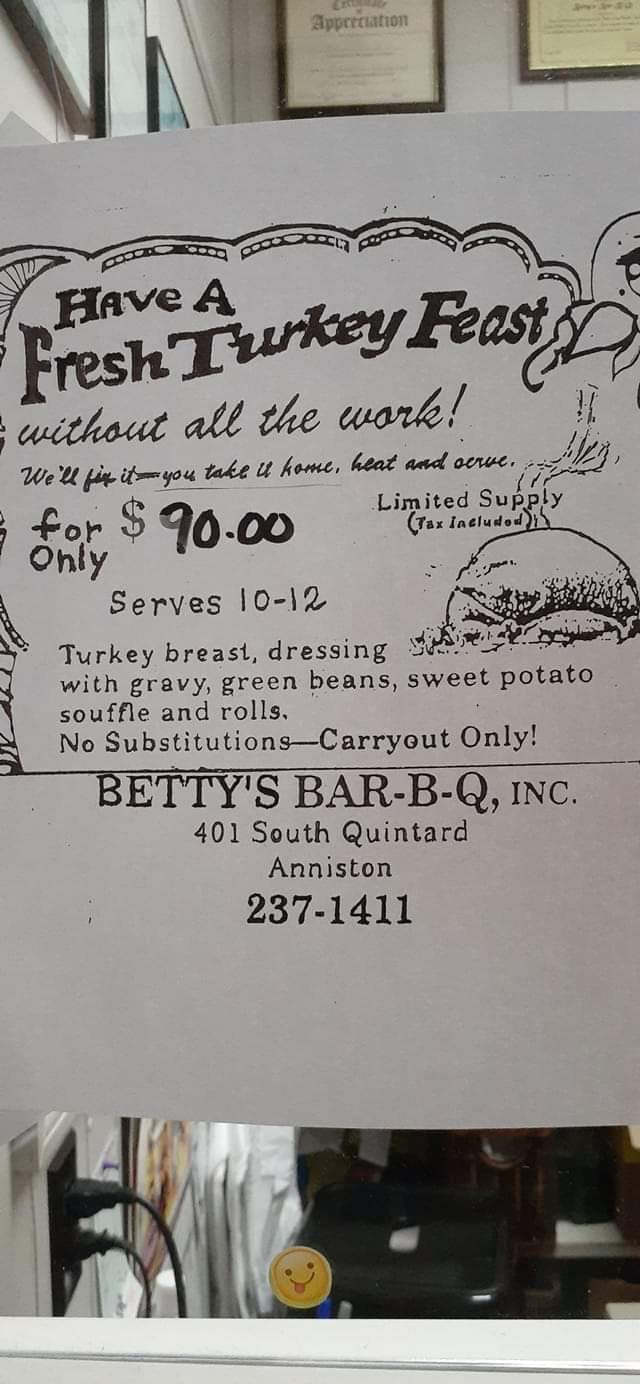 Certificate
of
Appreciation
Have A
Fresh Turkey Feast
without all the work!
We'll fix it—you take it home, heat and serve.
for Only $90.00
Limited Supply
(Tax Included)
Serves 10-12
Turkey breast, dressing
with gravy, green beans, sweet potato
souffle and rolls.
No Substitutions—Carryout Only!
BETTY'S BAR-B-Q, INC.
401 South Quintard
Anniston
237-1411